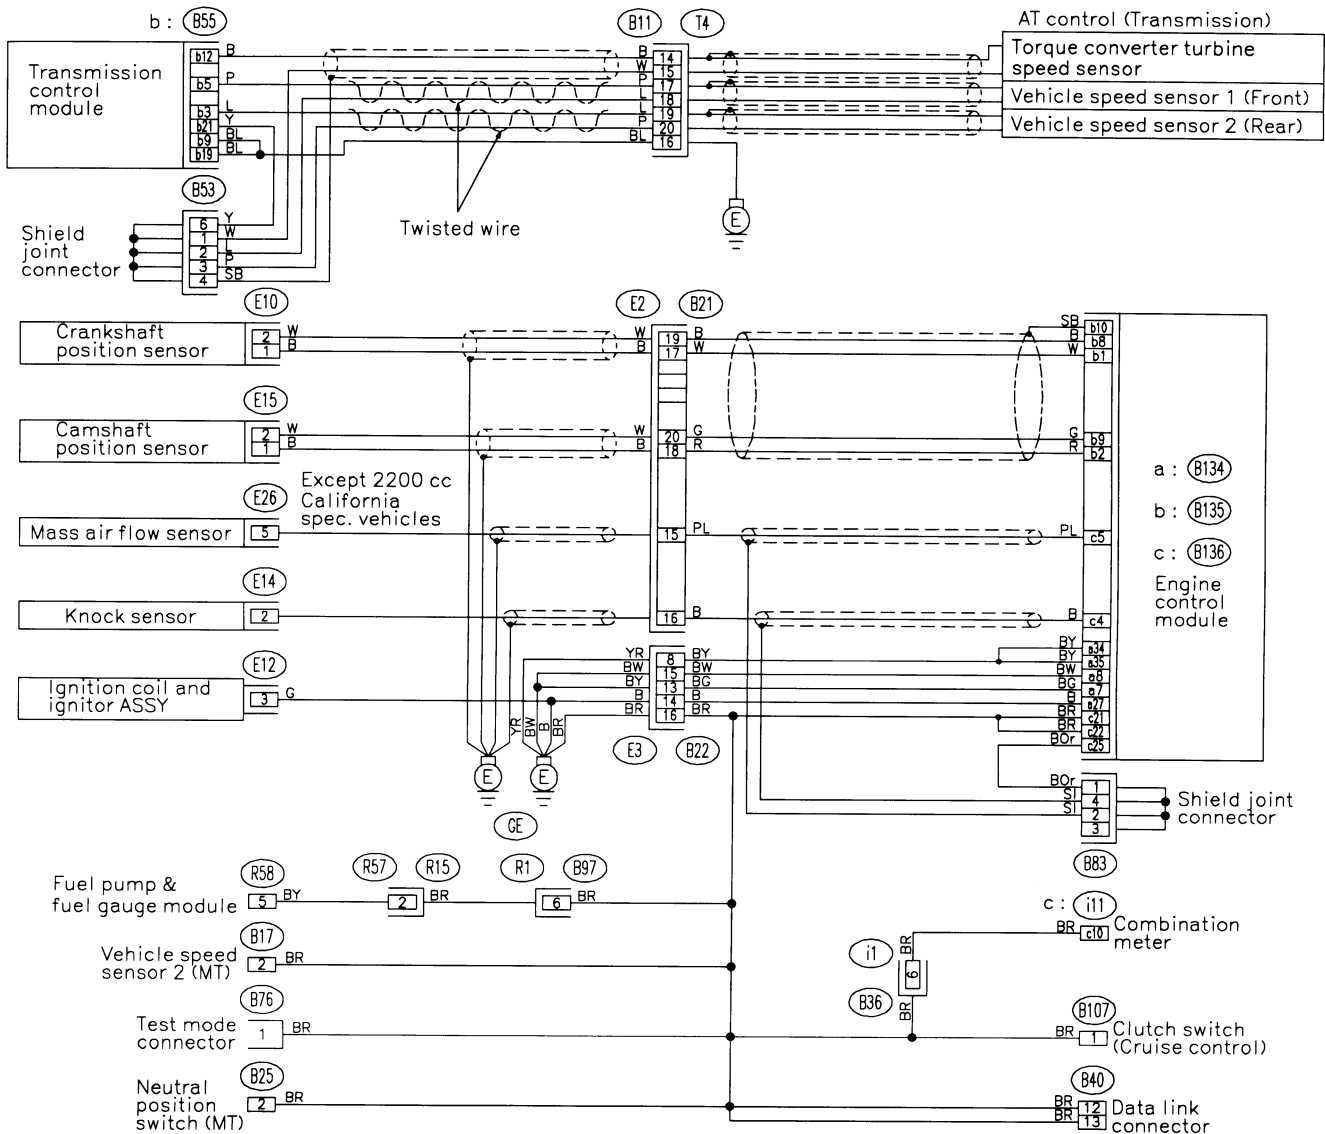 b : B55
B11 T4
AT control (Transmission)
Transmission
control
module
b12 B
b5 P
b3 L
b21 Y
b9 BL
b19 BL
B 14
W 15
P 17
L 18
L 19
P 20
BL 16
Torque converter turbine
speed sensor
Vehicle speed sensor 1 (Front)
Vehicle speed sensor 2 (Rear)
Twisted wire
E
B53
Shield
joint
connector
6 Y
1 W
2 L
3 P
4 SB
E10
Crankshaft
position sensor
2 W
1 B
E2 B21
W 19 B
B 17 W
SB b10
B b8
W b1
E15
Camshaft
position sensor
2 W
1 B
W 20 G
B 18 R
G b9
R b2
Except 2200 cc
California
spec. vehicles
E26
Mass air flow sensor
5
15 PL
PL c5
a : B134
b : B135
c : B136
Engine
control
module
E14
Knock sensor
2
16 B
B c4
E12
Ignition coil and
ignitor ASSY
3 G
YR 8 BY
BW 15 BW
BY 13 BG
B 14 B
BR 16 BR
BY a34
BY a35
BW a8
BG a7
B a27
BR c21
BR c22
BOr c25
YR BW B BR
E3 B22
E E
GE
BOr 1
SI 4
SI 2
3
Shield joint
connector
B83
Fuel pump &
fuel gauge module
R58
5 BY
R57 R15
2 BR
R1 B97
6 BR
c : i11
BR c10
Combination
meter
B17
Vehicle speed
sensor 2 (MT)
2 BR
i1
BR
6
B36
BR
B76
Test mode
connector
1 BR
B107
BR 1
Clutch switch
(Cruise control)
B25
Neutral
position
switch (MT)
2 BR
B40
BR 12
BR 13
Data link
connector